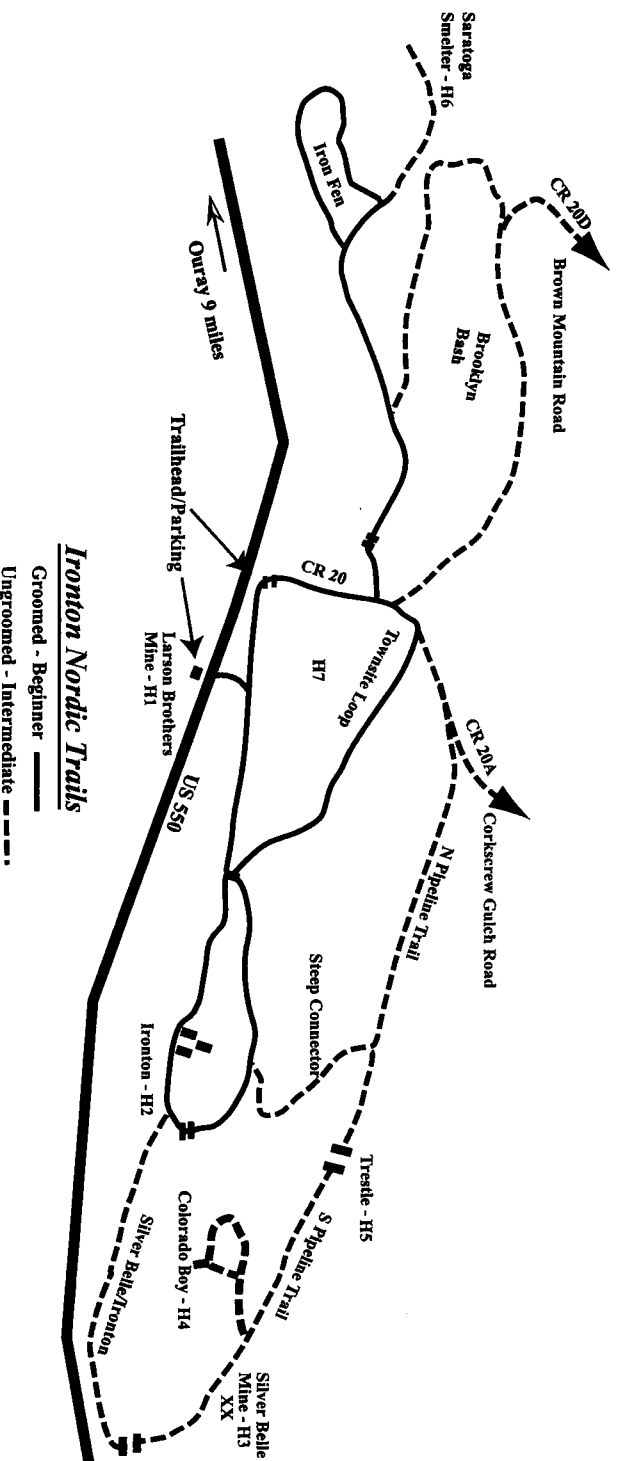 Saratoga
Smelter - H6
Iron Fen
CR 20D
Brown Mountain Road
Brooklyn
Bash
Ouray 9 miles
Trailhead/Parking
CR 20
Townsite Loop
H7
Larson Brothers
Mine - H1
US 550
CR 20A
Corkscrew Gulch Road
N Pipeline Trail
Steep Connector
Ironton - H2
Trestle - H5
S Pipeline Trail
Colorado Boy - H4
Silver Belle/Ironton
Silver Belle
Mine - H3
XX
Ironton Nordic Trails
Groomed - Beginner
Ungroomed - Intermediate